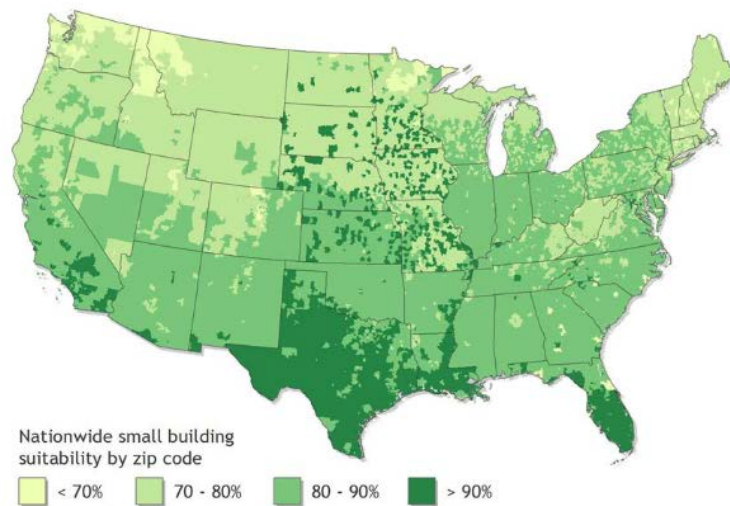 Nationwide small building
suitability by zip code
< 70%
70 - 80%
80 - 90%
> 90%